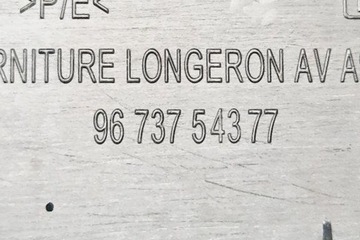 >P/E<
RNITURE LONGERON AV A
96 737 543 77